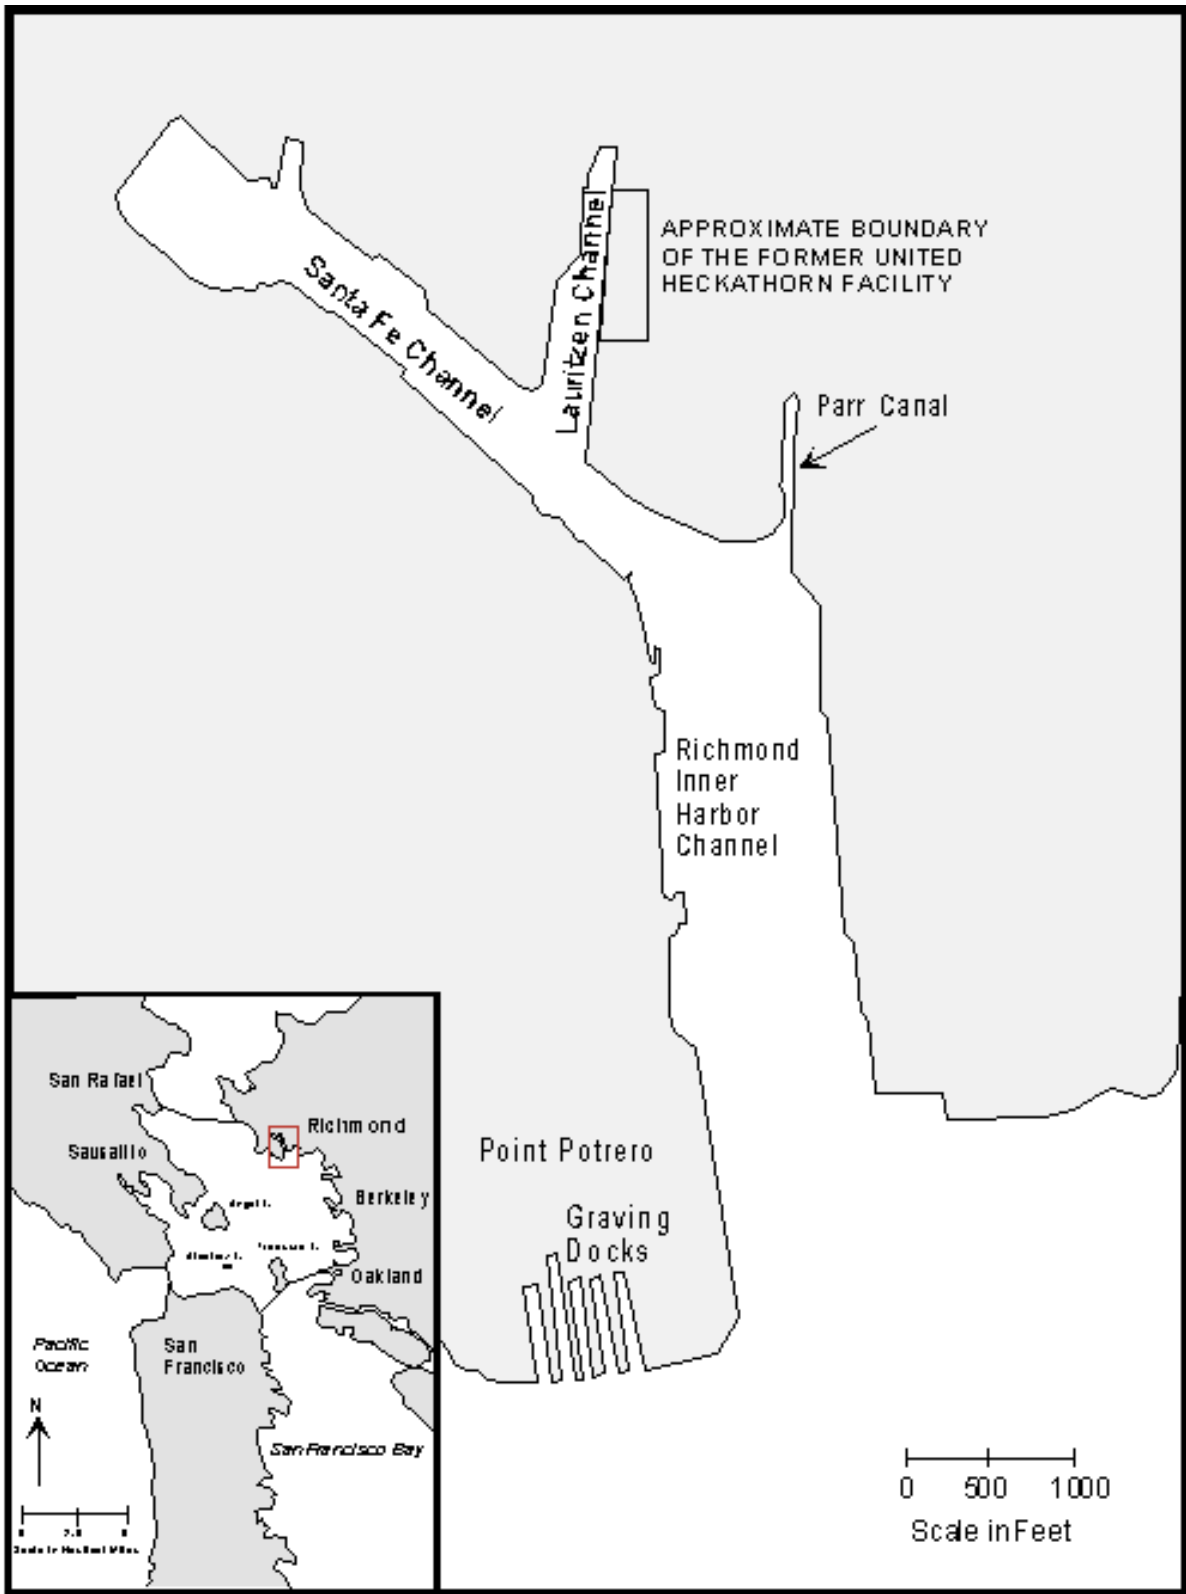 APPROXIMATE BOUNDARY
OF THE FORMER UNITED
HECKATHORN FACILITY
Santa Fe Channel
Lauritzen Channel
Parr Canal
Richmond
Inner
Harbor
Channel
Point Potrero
Graving
Docks
San Rafael
Richmond
Sausalito
Berkeley
Angel I.
Oakland
Pacific
Ocean
San
Francisco
N
San Francisco Bay
0 500 1000
Scale in Feet